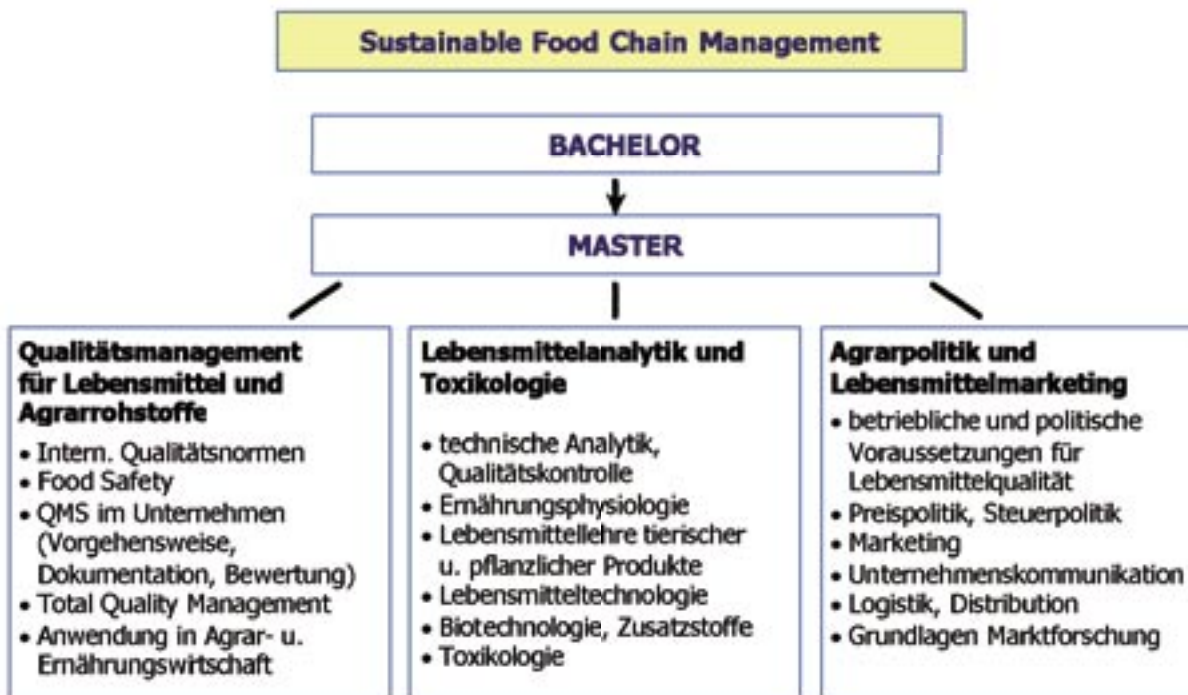 Sustainable Food Chain Management
BACHELOR
MASTER
Qualitätsmanagement
für Lebensmittel und
Agrarrohstoffe
• Intern. Qualitätsnormen
• Food Safety
• QMS im Unternehmen
(Vorgehensweise,
Dokumentation, Bewertung)
• Total Quality Management
• Anwendung in Agrar- u.
Ernährungswirtschaft
Lebensmittelanalytik und
Toxikologie
• technische Analytik,
Qualitätskontrolle
• Ernährungsphysiologie
• Lebensmittellehre tierischer
u. pflanzlicher Produkte
• Lebensmitteltechnologie
• Biotechnologie, Zusatzstoffe
• Toxikologie
Agrarpolitik und
Lebensmittelmarketing
• betriebliche und politische
Voraussetzungen für
Lebensmittelqualität
• Preispolitik, Steuerpolitik
• Marketing
• Unternehmenskommunikation
• Logistik, Distribution
• Grundlagen Marktforschung